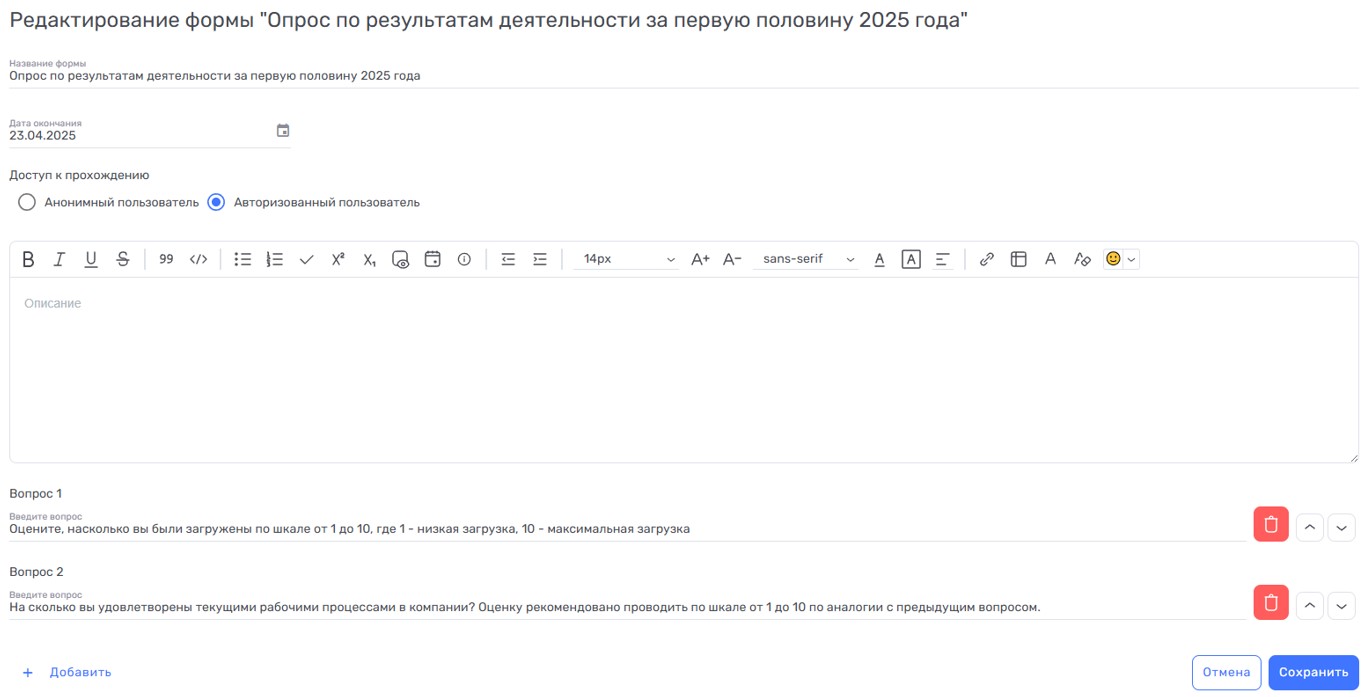 Редактирование формы "Опрос по результатам деятельности за первую половину 2025 года"
Название формы
Опрос по результатам деятельности за первую половину 2025 года
Дата окончания
23.04.2025
Доступ к прохождению
Анонимный пользователь Авторизованный пользователь
B I U S 99 </> X² X₁ 14px A+ A− sans-serif A A A
Описание
Вопрос 1
Введите вопрос
Оцените, насколько вы были загружены по шкале от 1 до 10, где 1 - низкая загрузка, 10 - максимальная загрузка
Вопрос 2
Введите вопрос
На сколько вы удовлетворены текущими рабочими процессами в компании? Оценку рекомендовано проводить по шкале от 1 до 10 по аналогии с предыдущим вопросом.
+ Добавить Отмена Сохранить